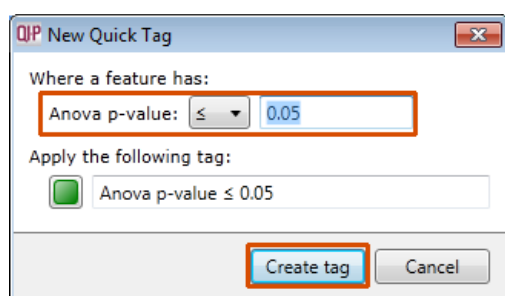 QIP New Quick Tag
Where a feature has:
Anova p-value: ≤ 0.05
Apply the following tag:
Anova p-value ≤ 0.05
Create tag Cancel